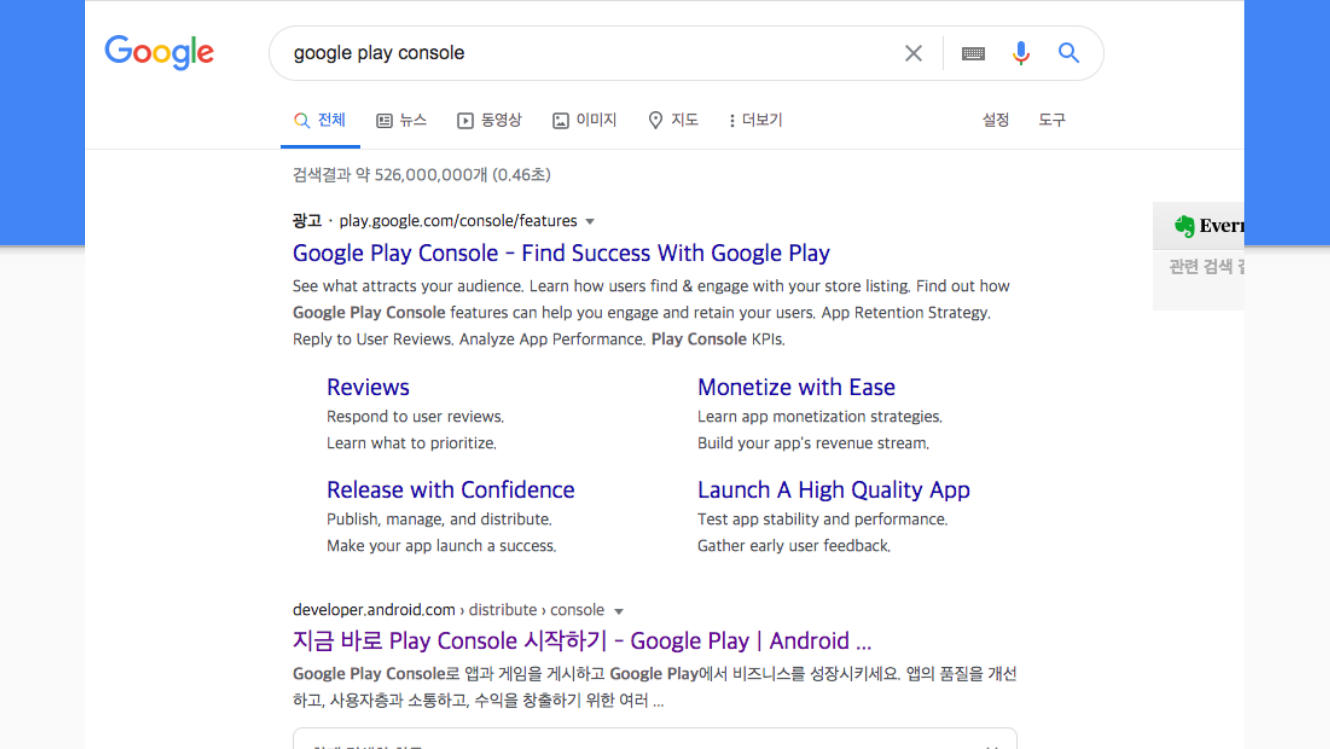 Google
google play console
전체
뉴스
동영상
이미지
지도
더보기
설정
도구
검색결과 약 526,000,000개 (0.46초)
광고 · play.google.com/console/features
Google Play Console - Find Success With Google Play
See what attracts your audience. Learn how users find & engage with your store listing. Find out how
Google Play Console features can help you engage and retain your users. App Retention Strategy.
Reply to User Reviews. Analyze App Performance. Play Console KPIs.
Reviews
Respond to user reviews.
Learn what to prioritize.
Monetize with Ease
Learn app monetization strategies.
Build your app's revenue stream.
Release with Confidence
Publish, manage, and distribute.
Make your app launch a success.
Launch A High Quality App
Test app stability and performance.
Gather early user feedback.
관련 검색
developer.android.com › distribute › console
지금 바로 Play Console 시작하기 - Google Play | Android ...
Google Play Console로 앱과 게임을 게시하고 Google Play에서 비즈니스를 성장시키세요. 앱의 품질을 개선
하고, 사용자층과 소통하고, 수익을 창출하기 위한 여러 ...